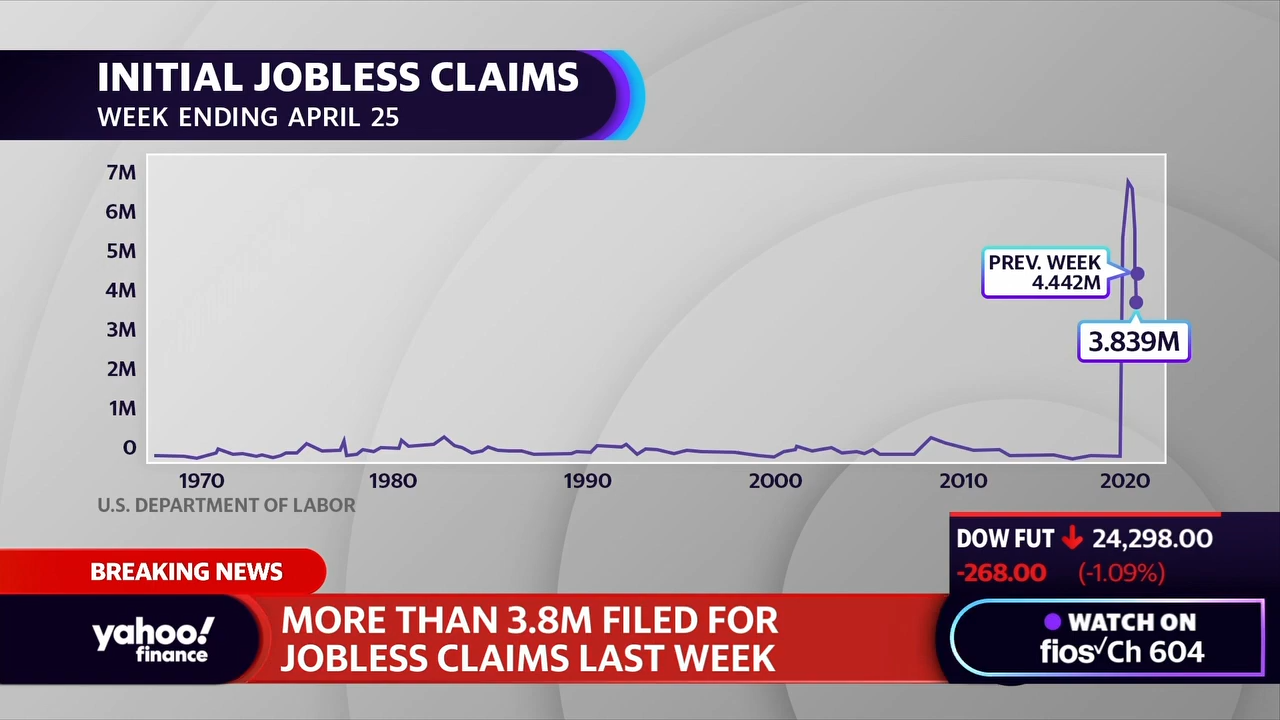 INITIAL JOBLESS CLAIMS
WEEK ENDING APRIL 25
7M
6M
5M
4M
3M
2M
1M
0
PREV. WEEK
4.442M
3.839M
1970 1980 1990 2000 2010 2020
U.S. DEPARTMENT OF LABOR
DOW FUT 24,298.00
-268.00 (-1.09%)
BREAKING NEWS
yahoo!
finance
MORE THAN 3.8M FILED FOR
JOBLESS CLAIMS LAST WEEK
WATCH ON
fios✓Ch 604